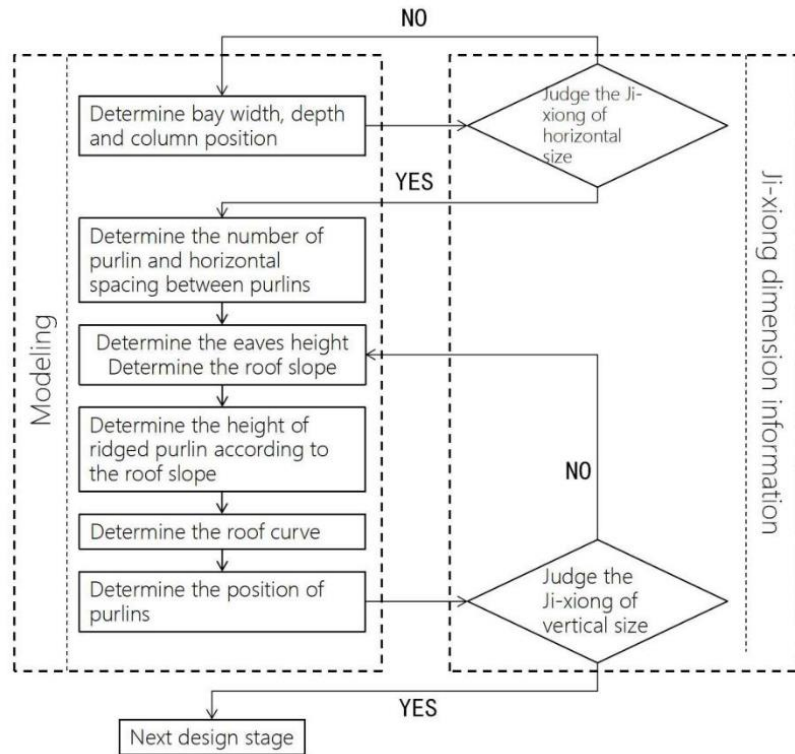 NO
Modeling
Determine bay width, depth
and column position
Judge the Ji-
xiong of
horizontal
size
YES
Determine the number of
purlin and horizontal
spacing between purlins
Determine the eaves height
Determine the roof slope
Determine the height of
ridged purlin according to
the roof slope
NO
Determine the roof curve
Determine the position of
purlins
Judge the
Ji-xiong of
vertical size
Ji-xiong dimension information
YES
Next design stage